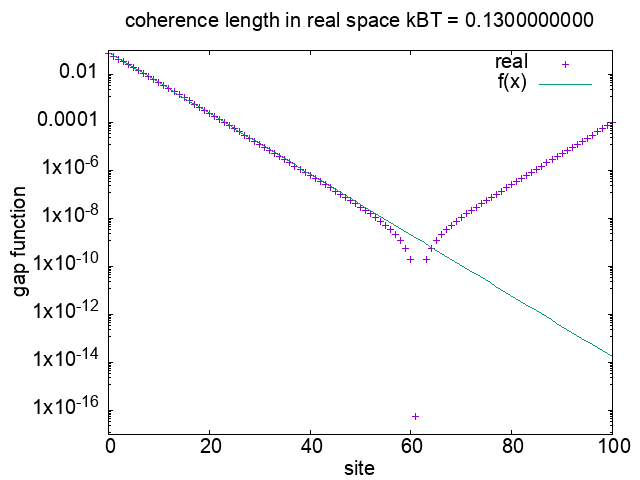 coherence length in real space kBT = 0.1300000000
real
f(x)
0.01
0.0001
1x10-6
1x10-8
1x10-10
1x10-12
1x10-14
1x10-16
gap function
0 20 40 60 80 100
site